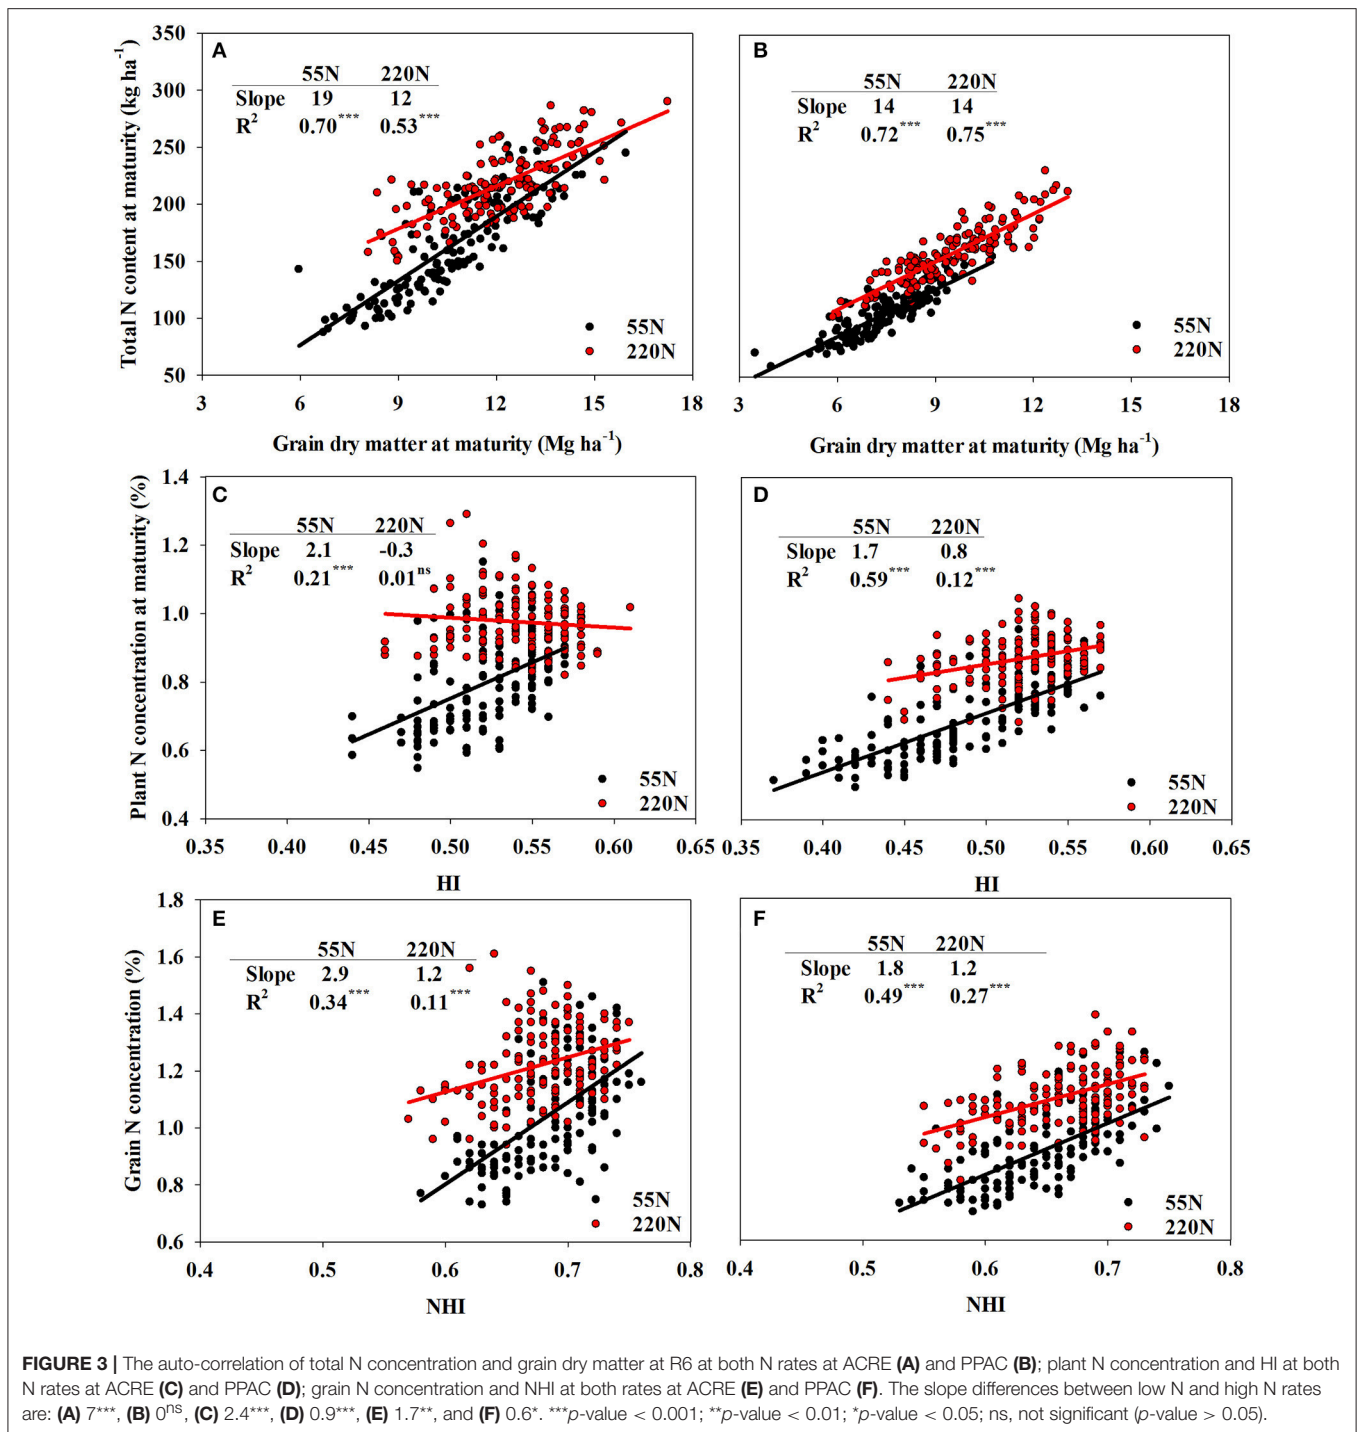 A
55N 220N
Slope 19 12
R² 0.70*** 0.53***
55N
220N
Total N content at maturity (kg ha⁻¹)
350
300
250
200
150
100
50
3 6 9 12 15 18
Grain dry matter at maturity (Mg ha⁻¹)
B
55N 220N
Slope 14 14
R² 0.72*** 0.75***
55N
220N
3 6 9 12 15 18
Grain dry matter at maturity (Mg ha⁻¹)
C
55N 220N
Slope 2.1 -0.3
R² 0.21*** 0.01ns
55N
220N
Plant N concentration at maturity (%)
1.4
1.2
1.0
0.8
0.6
0.4
0.35 0.40 0.45 0.50 0.55 0.60 0.65
HI
D
55N 220N
Slope 1.7 0.8
R² 0.59*** 0.12***
55N
220N
0.35 0.40 0.45 0.50 0.55 0.60 0.65
HI
E
55N 220N
Slope 2.9 1.2
R² 0.34*** 0.11***
55N
220N
Grain N concentration (%)
1.8
1.6
1.4
1.2
1.0
0.8
0.6
0.4 0.5 0.6 0.7 0.8
NHI
F
55N 220N
Slope 1.8 1.2
R² 0.49*** 0.27***
55N
220N
0.4 0.5 0.6 0.7 0.8
NHI
FIGURE 3 | The auto-correlation of total N concentration and grain dry matter at R6 at both N rates at ACRE (A) and PPAC (B); plant N concentration and HI at both
N rates at ACRE (C) and PPAC (D); grain N concentration and NHI at both rates at ACRE (E) and PPAC (F). The slope differences between low N and high N rates
are: (A) 7***, (B) 0ns, (C) 2.4***, (D) 0.9***, (E) 1.7**, and (F) 0.6*. ***p-value < 0.001; **p-value < 0.01; *p-value < 0.05; ns, not significant (p-value > 0.05).